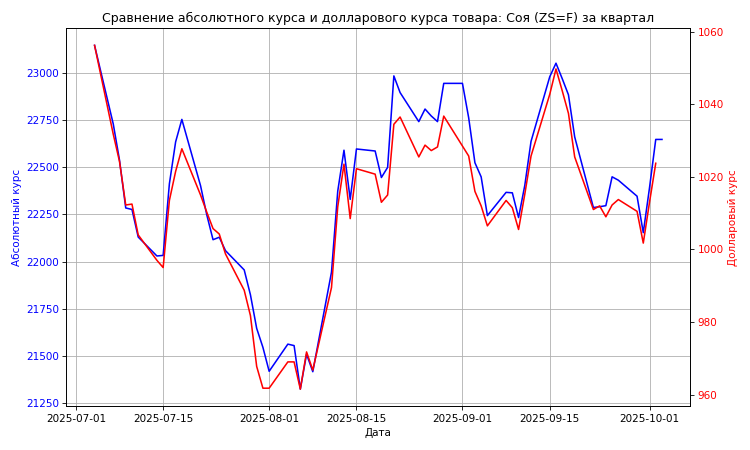 Сравнение абсолютного курса и долларового курса товара: Соя (ZS=F) за квартал
Абсолютный курс
23000
22750
22500
22250
22000
21750
21500
21250
1060
1040
1020
1000
980
960
Долларовый курс
2025-07-01 2025-07-15 2025-08-01 2025-08-15 2025-09-01 2025-09-15 2025-10-01
Дата